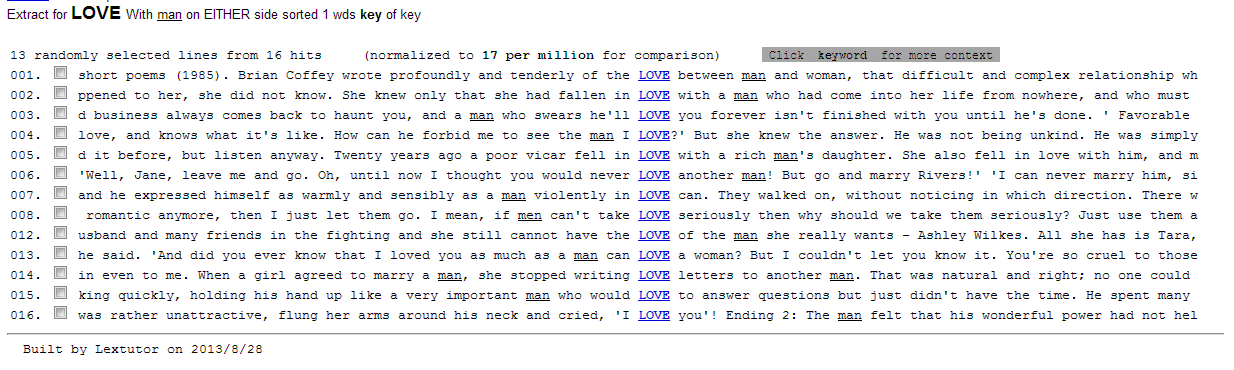 Extract for LOVE With man on EITHER side sorted 1 wds key of key
13 randomly selected lines from 16 hits (normalized to 17 per million for comparison) Click keyword for more context
001. short poems (1985). Brian Coffey wrote profoundly and tenderly of the LOVE between man and woman, that difficult and complex relationship wh
002. ppened to her, she did not know. She knew only that she had fallen in LOVE with a man who had come into her life from nowhere, and who must
003. d business always comes back to haunt you, and a man who swears he'll LOVE you forever isn't finished with you until he's done. ' Favorable
004. love, and knows what it's like. How can he forbid me to see the man I LOVE?' But she knew the answer. He was not being unkind. He was simply
005. d it before, but listen anyway. Twenty years ago a poor vicar fell in LOVE with a rich man's daughter. She also fell in love with him, and m
006. 'Well, Jane, leave me and go. Oh, until now I thought you would never LOVE another man! But go and marry Rivers!' 'I can never marry him, si
007. and he expressed himself as warmly and sensibly as a man violently in LOVE can. They walked on, without noticing in which direction. There w
008. romantic anymore, then I just let them go. I mean, if men can't take LOVE seriously then why should we take them seriously? Just use them a
012. usband and many friends in the fighting and she still cannot have the LOVE of the man she really wants – Ashley Wilkes. All she has is Tara,
013. he said. 'And did you ever know that I loved you as much as a man can LOVE a woman? But I couldn't let you know it. You're so cruel to those
014. in even to me. When a girl agreed to marry a man, she stopped writing LOVE letters to another man. That was natural and right; no one could
015. king quickly, holding his hand up like a very important man who would LOVE to answer questions but just didn't have the time. He spent many
016. was rather unattractive, flung her arms around his neck and cried, 'I LOVE you'! Ending 2: The man felt that his wonderful power had not hel
Built by Lextutor on 2013/8/28